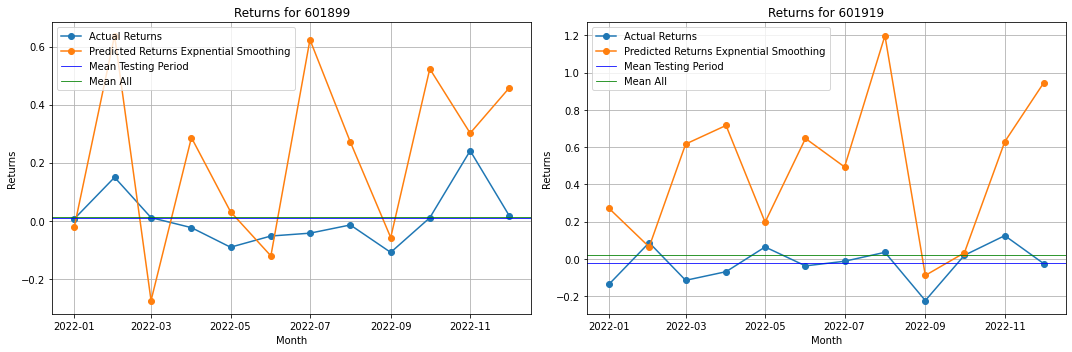 Returns for 601899
Actual Returns
Predicted Returns Expnential Smoothing
Mean Testing Period
Mean All
Returns
0.6
0.4
0.2
0.0
−0.2
2022-01
2022-03
2022-05
2022-07
2022-09
2022-11
Month
Returns for 601919
Actual Returns
Predicted Returns Expnential Smoothing
Mean Testing Period
Mean All
Returns
1.2
1.0
0.8
0.6
0.4
0.2
0.0
−0.2
2022-01
2022-03
2022-05
2022-07
2022-09
2022-11
Month